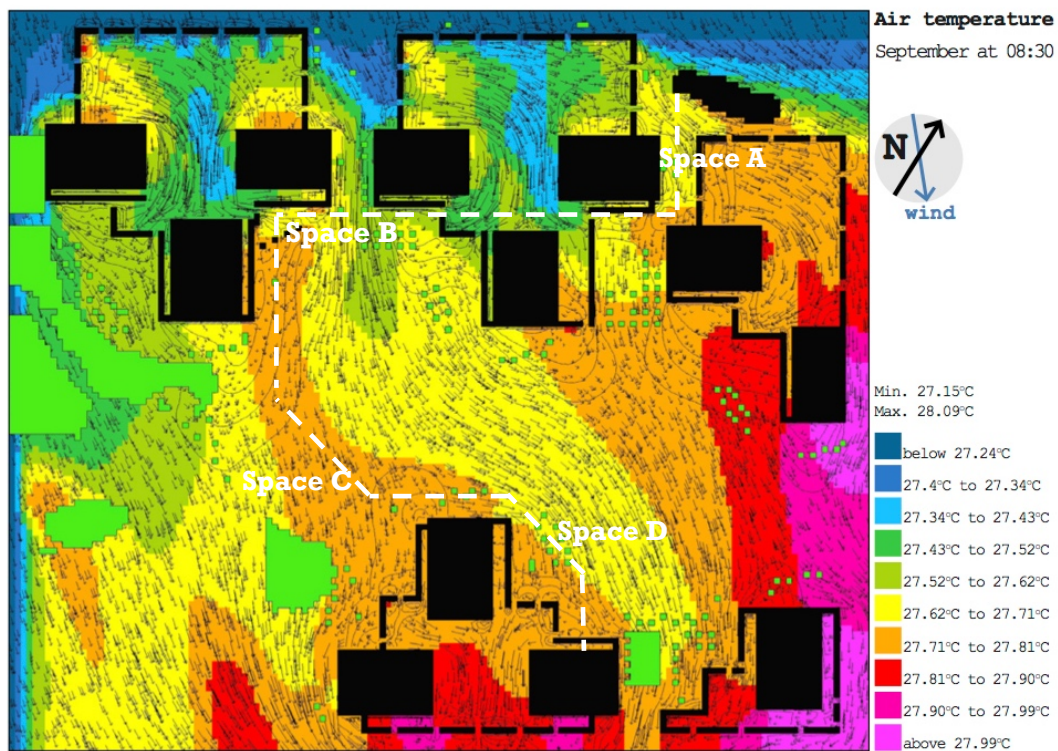 Air temperature
September at 08:30
N
wind
Space A
Space B
Space C
Space D
Min. 27.15°C
Max. 28.09°C
below 27.24°C
27.4°C to 27.34°C
27.34°C to 27.43°C
27.43°C to 27.52°C
27.52°C to 27.62°C
27.62°C to 27.71°C
27.71°C to 27.81°C
27.81°C to 27.90°C
27.90°C to 27.99°C
above 27.99°C